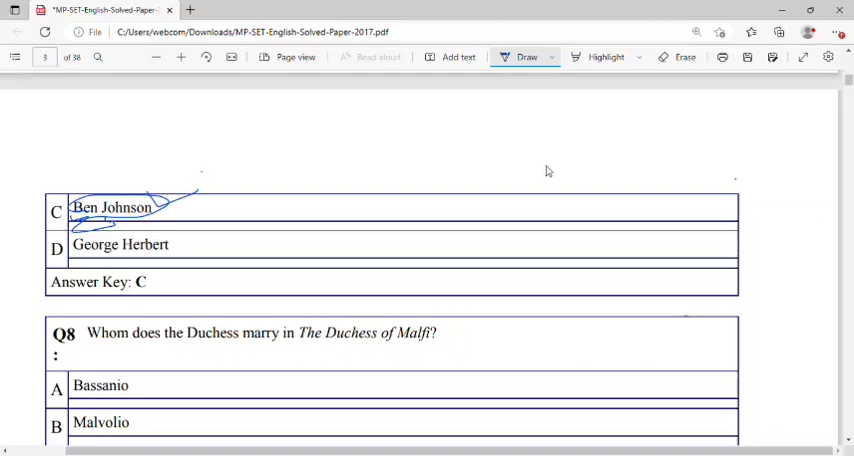 *MP-SET-English-Solved-Paper-
File
C:/Users/webcom/Downloads/MP-SET-English-Solved-Paper-2017.pdf
3 of 38
Page view
Read aloud
Add text
Draw
Highlight
Erase
C Ben Johnson
D George Herbert
Answer Key: C
Q8 : Whom does the Duchess marry in The Duchess of Malfi?
A Bassanio
B Malvolio